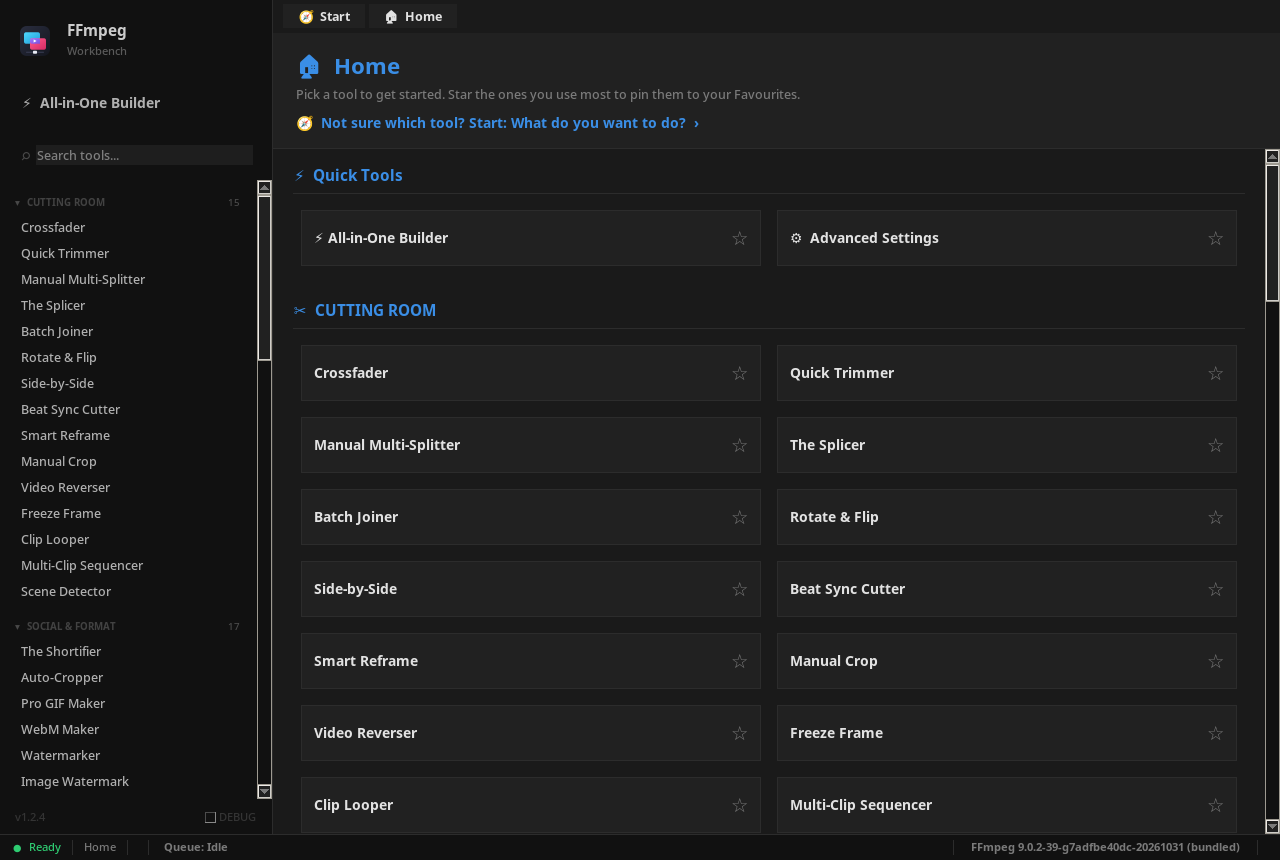 FFmpeg
Workbench
⚡ All-in-One Builder
Search tools...
▾ CUTTING ROOM 15
Crossfader
Quick Trimmer
Manual Multi-Splitter
The Splicer
Batch Joiner
Rotate & Flip
Side-by-Side
Beat Sync Cutter
Smart Reframe
Manual Crop
Video Reverser
Freeze Frame
Clip Looper
Multi-Clip Sequencer
Scene Detector
▾ SOCIAL & FORMAT 17
The Shortifier
Auto-Cropper
Pro GIF Maker
WebM Maker
Watermarker
Image Watermark
v1.2.4 DEBUG
🧭 Start 🏠 Home
🏠 Home
Pick a tool to get started. Star the ones you use most to pin them to your Favourites.
🧭 Not sure which tool? Start: What do you want to do? ›
⚡ Quick Tools
⚡ All-in-One Builder ☆ ⚙ Advanced Settings ☆
✂ CUTTING ROOM
Crossfader ☆ Quick Trimmer ☆
Manual Multi-Splitter ☆ The Splicer ☆
Batch Joiner ☆ Rotate & Flip ☆
Side-by-Side ☆ Beat Sync Cutter ☆
Smart Reframe ☆ Manual Crop ☆
Video Reverser ☆ Freeze Frame ☆
Clip Looper ☆ Multi-Clip Sequencer ☆
● Ready Home Queue: Idle FFmpeg 9.0.2-39-g7adfbe40dc-20261031 (bundled)